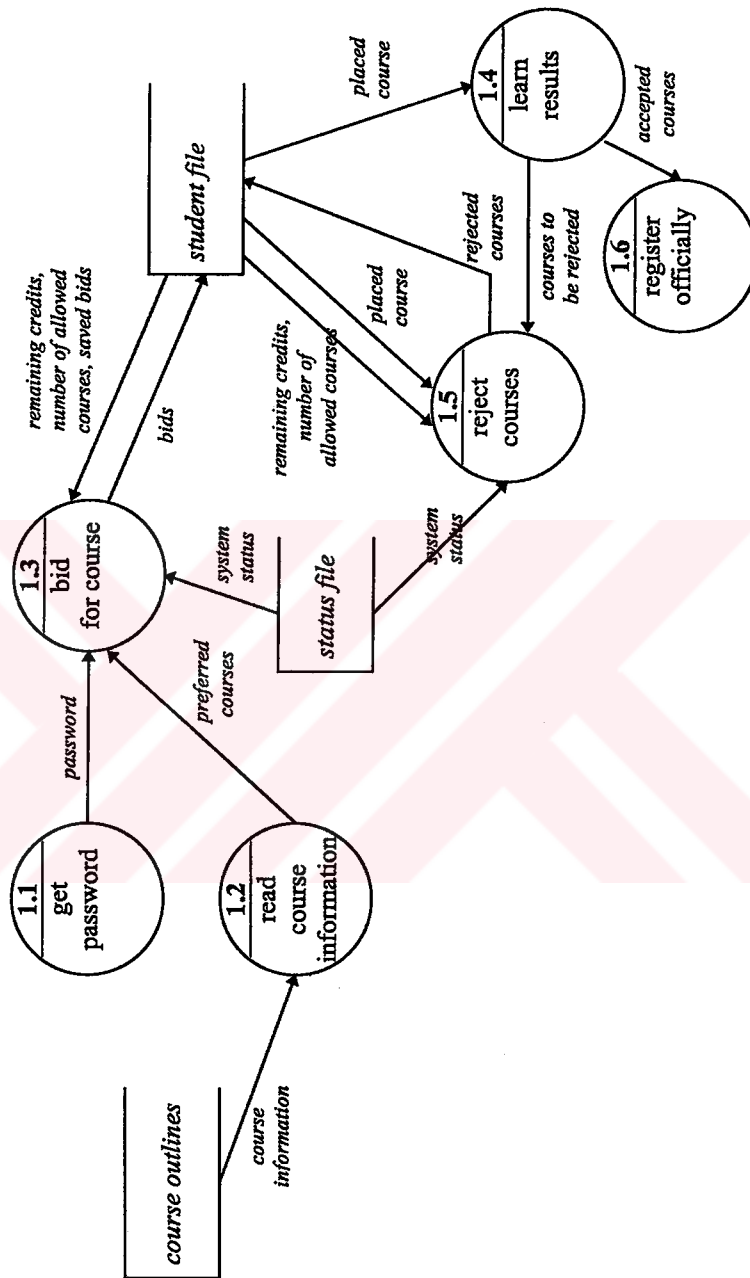 course outlines
course
information
1.1
get
password
1.2
read
course
information
password
preferred
courses
1.3
bid
for course
system
status
status file
system
status
remaining credits,
number of allowed
courses, saved bids
bids
student file
remaining credits,
number of
allowed courses
placed
course
1.5
reject
courses
rejected
courses
courses to
be rejected
placed
course
1.4
learn
results
accepted
courses
1.6
register
officially